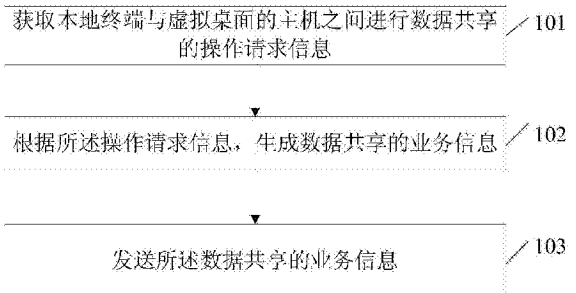 获取本地终端与虚拟桌面的主机之间进行数据共享
的操作请求信息
101
根据所述操作请求信息，生成数据共享的业务信息
102
发送所述数据共享的业务信息
103